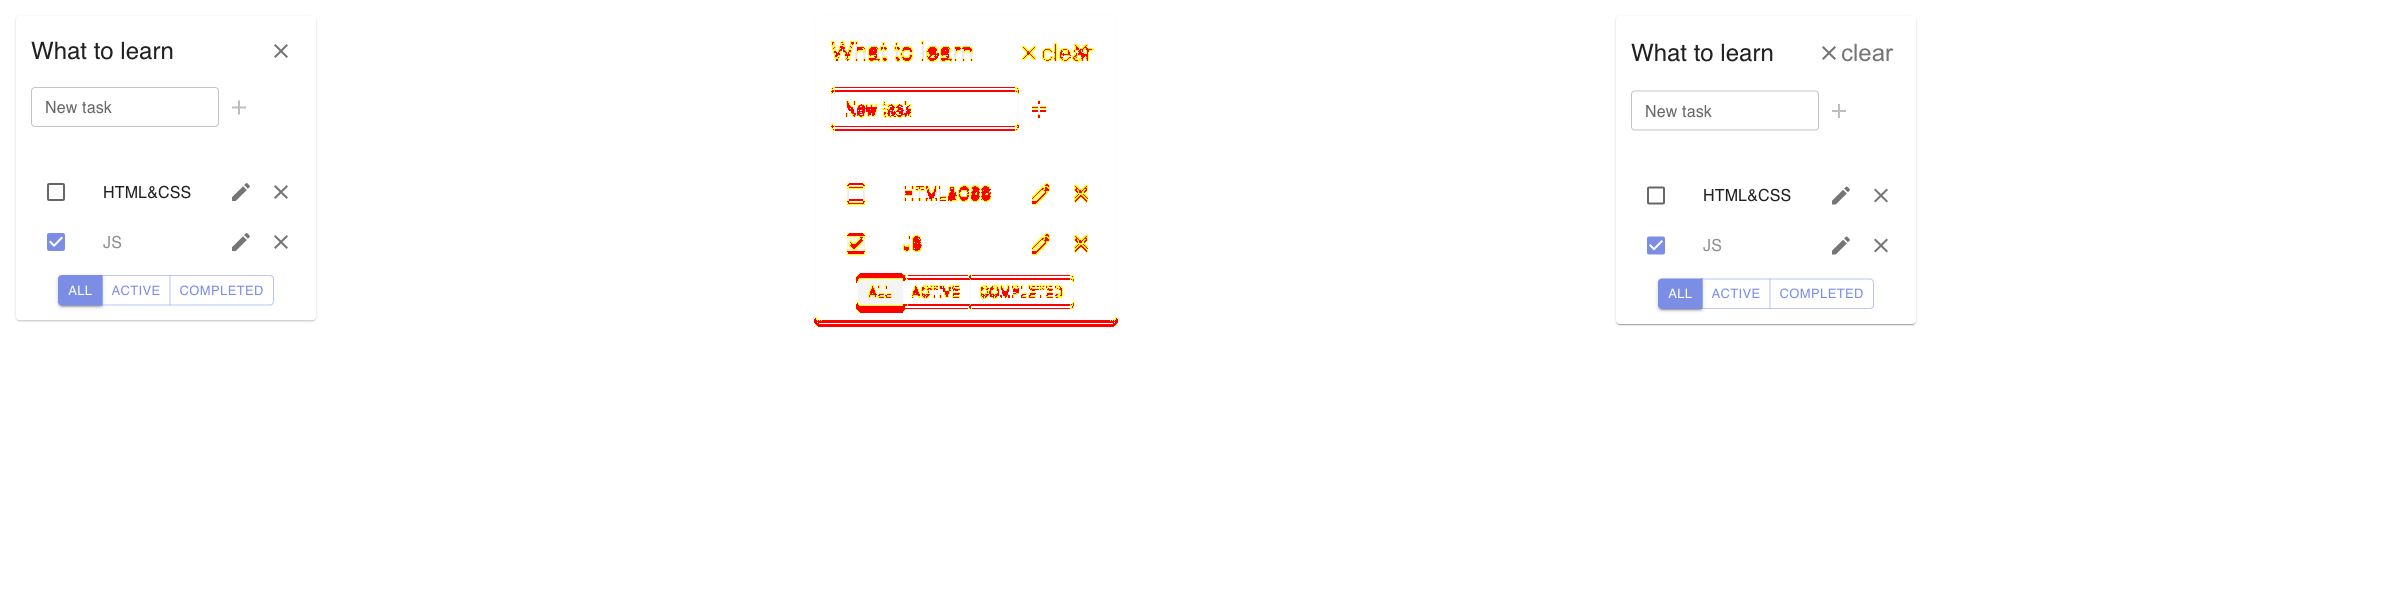 What to learn
New task
HTML&CSS
JS
ALL ACTIVE COMPLETED
What to learn clear
New task
HTML&CSS
JS
ALL ACTIVE COMPLETED
What to learn clear
New task
HTML&CSS
JS
ALL ACTIVE COMPLETED